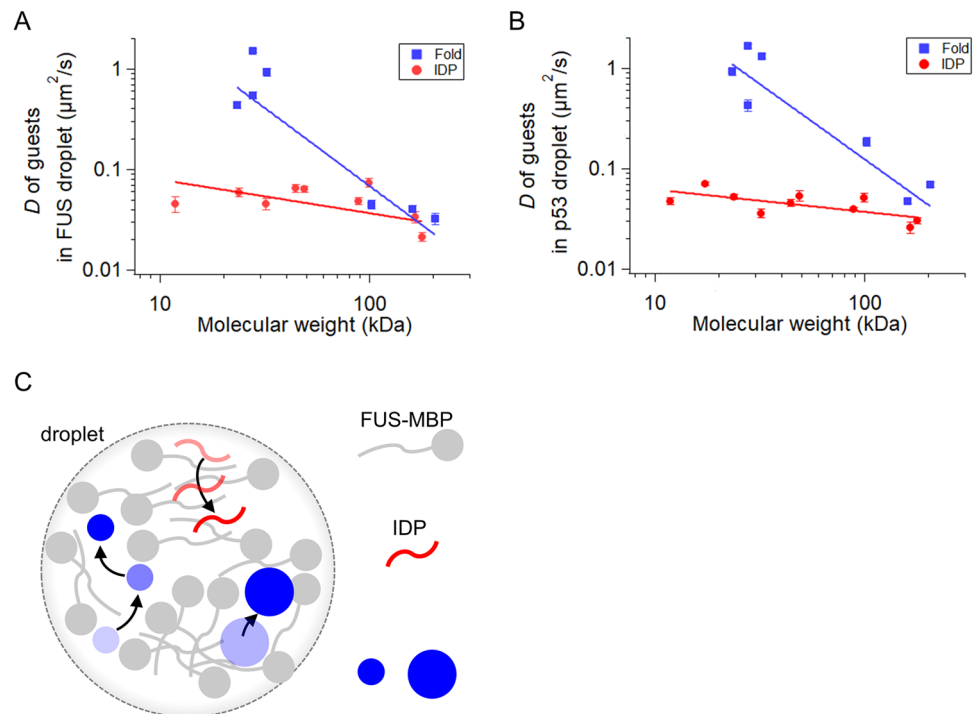 A
D of guests
in FUS droplet (µm²/s)
1
0.1
0.01
10
100
Molecular weight (kDa)
Fold
IDP
B
D of guests
in p53 droplet (µm²/s)
1
0.1
0.01
10
100
Molecular weight (kDa)
Fold
IDP
C
droplet
FUS-MBP
IDP